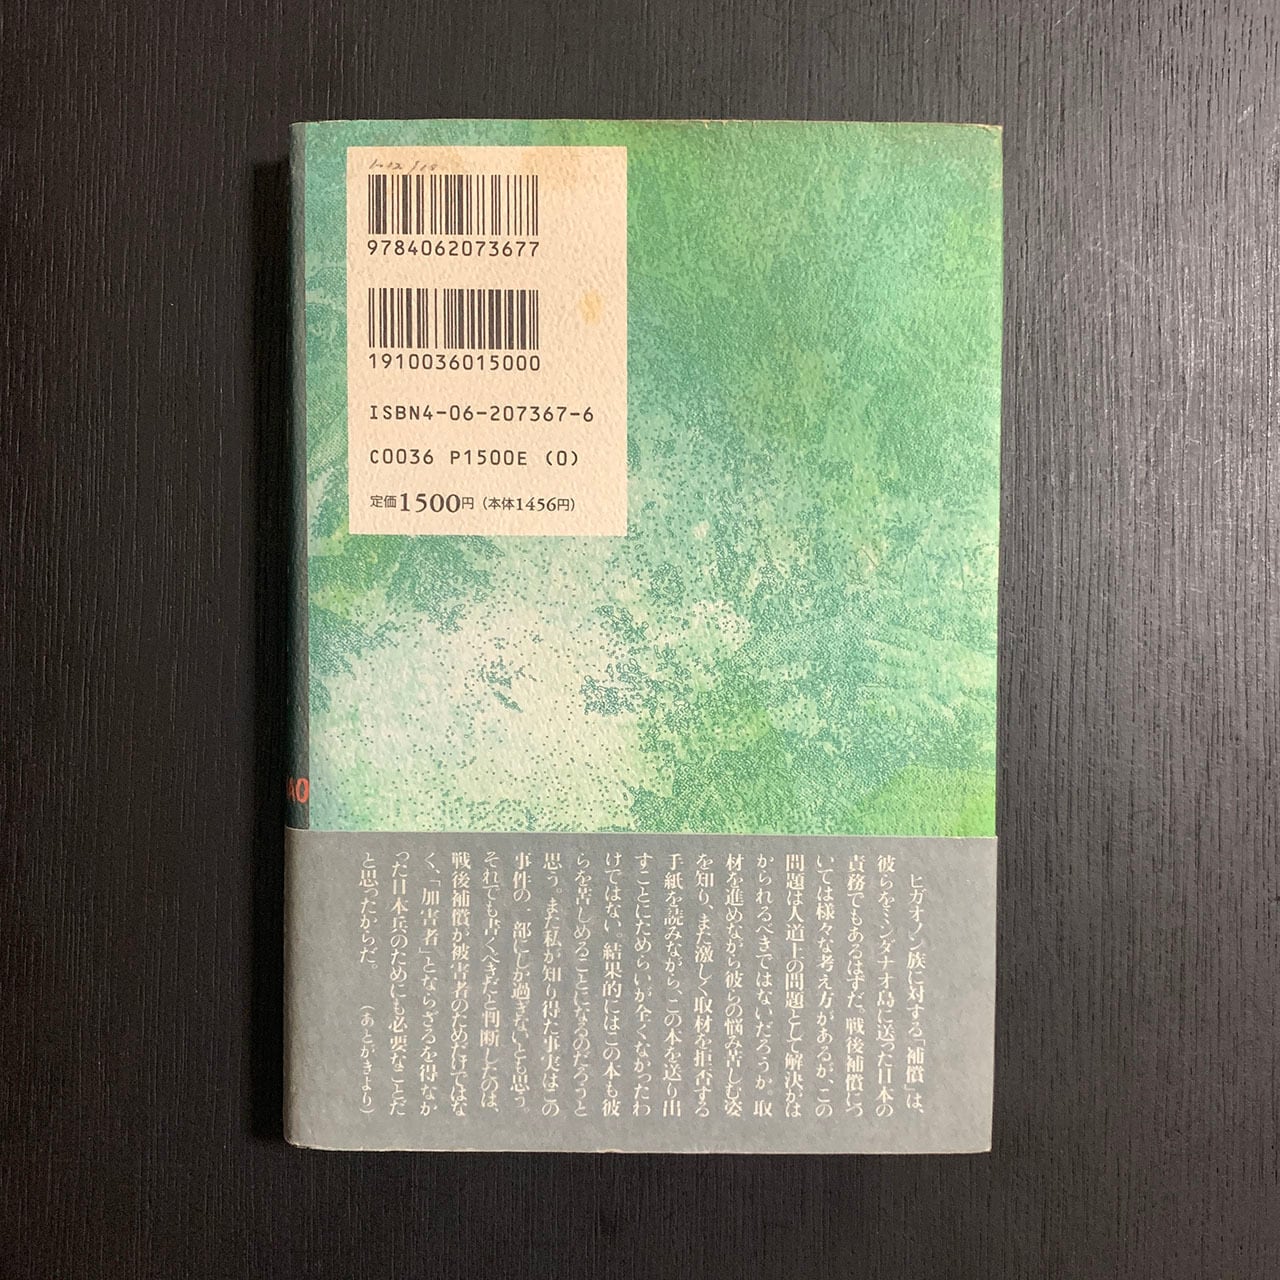 9784062073677
1910036015000
ISBN4-06-207367-6
C0036 P1500E (0)
定価1500円(本体1456円)
AO
ヒガオノン族に対する「補償」は、
彼らをミンダナオ島に送った日本の
責務でもあるはずだ。戦後補償につ
いては様々な考え方があるが、この
問題は人道上の問題として解決がは
かられるべきではないだろうか。取
材を進めながら彼らの悩み苦しむ姿
を知り、また激しく取材を拒否する
手紙を読みながら、この本を送り出
すことにためらいが全くなかったわ
けではない。結果的にはこの本も彼
らを苦しめることになるのだろうと
思う。また私が知り得た事実はこの
事件の一部にしか過ぎないとも思う。
それでも書くべきだと判断したのは、
戦後補償が被害者のためだけではな
く、「加害者」とならざるを得なか
った日本兵のためにも必要なことだ
と思ったからだ。
(あとがきより)